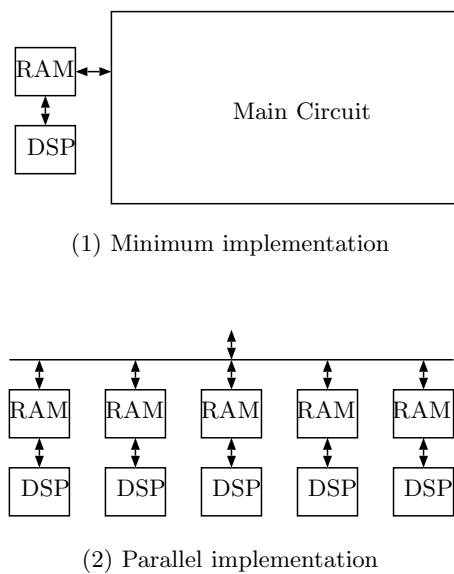 RAM
Main Circuit
DSP
(1) Minimum implementation
RAM RAM RAM RAM RAM
DSP DSP DSP DSP DSP
(2) Parallel implementation